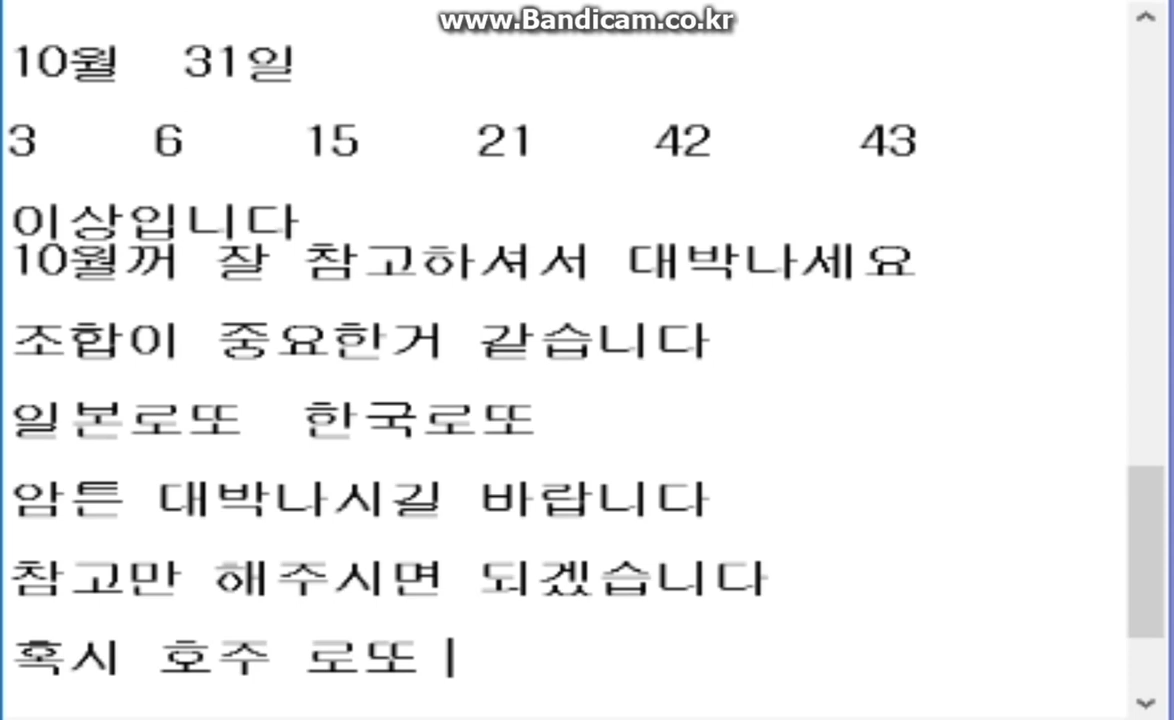 www.Bandicam.co.kr
10월 31일
3 6 15 21 42 43
이상입니다
10월꺼 잘 참고하셔서 대박나세요
조합이 중요한거 같습니다
일본로또 한국로또
암튼 대박나시길 바랍니다
참고만 해주시면 되겠습니다
혹시 호주 로또